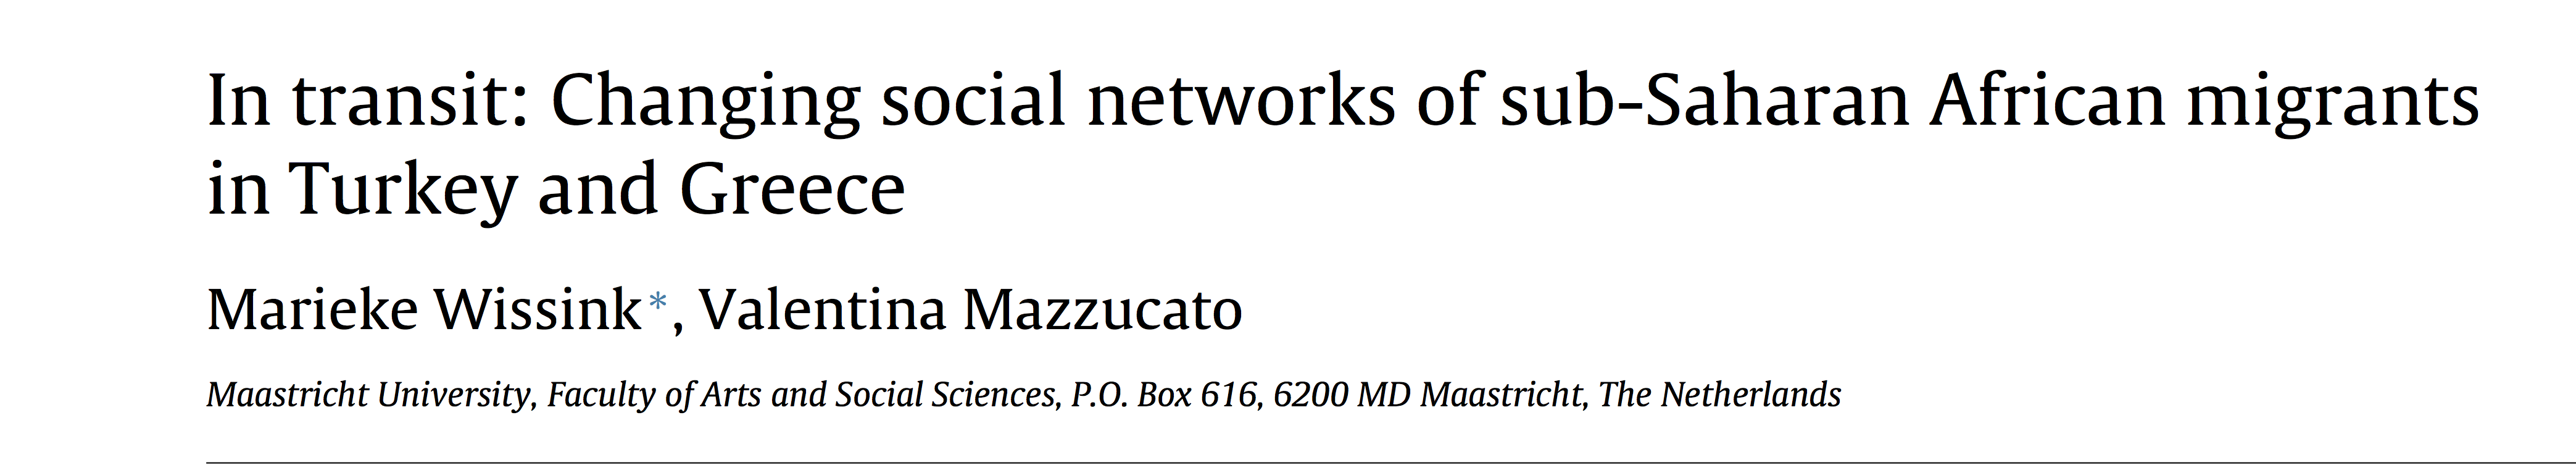 In transit: Changing social networks of sub-Saharan African migrants
in Turkey and Greece
Marieke Wissink*, Valentina Mazzucato
Maastricht University, Faculty of Arts and Social Sciences, P.O. Box 616, 6200 MD Maastricht, The Netherlands